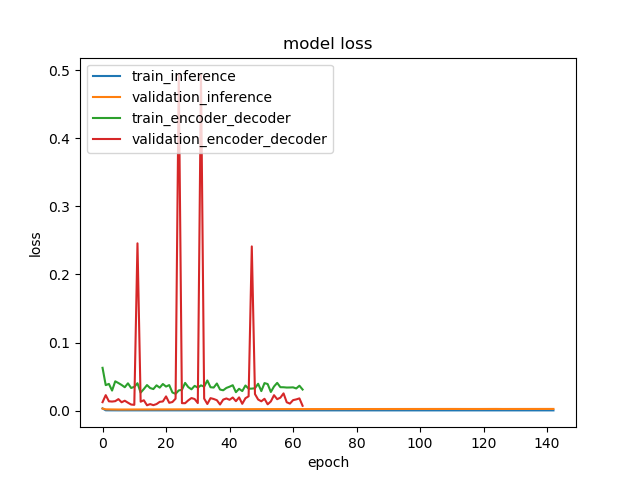 model loss
train_inference
validation_inference
train_encoder_decoder
validation_encoder_decoder
loss
0.5
0.4
0.3
0.2
0.1
0.0
0 20 40 60 80 100 120 140
epoch